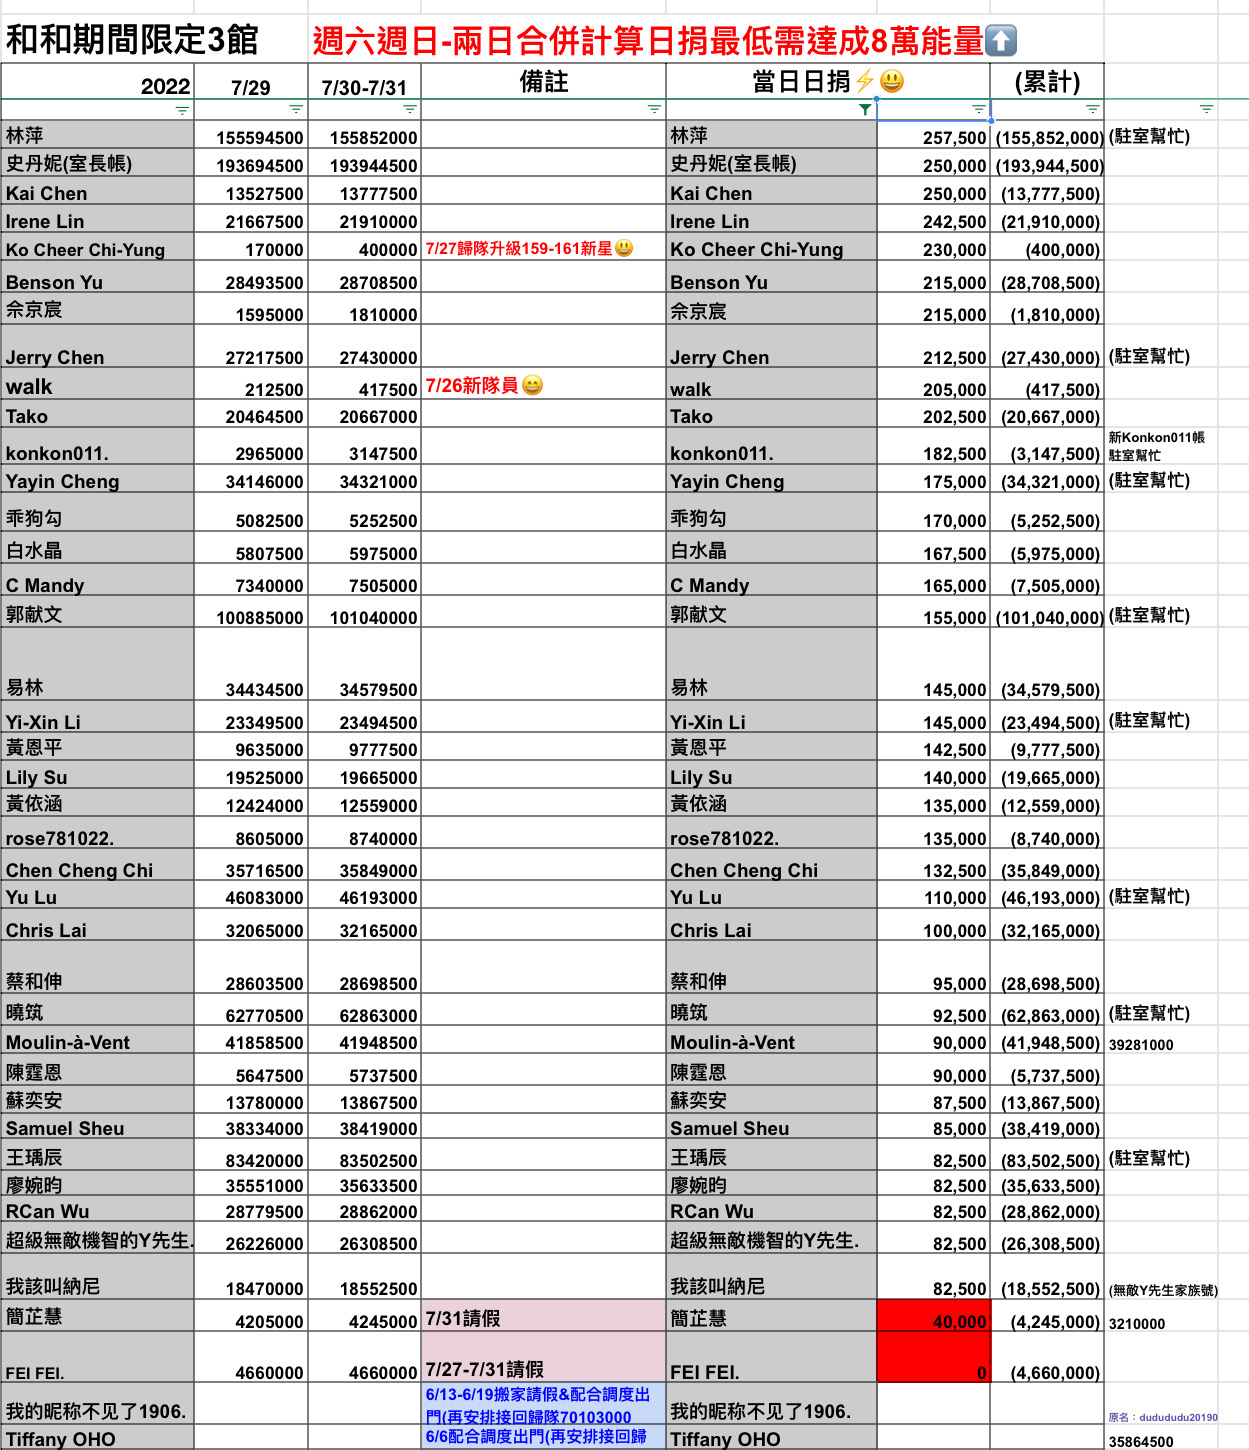 和和期間限定3館 週六週日-兩日合併計算日捐最低需達成8萬能量⬆️
2022 7/29 7/30-7/31 備註 當日日捐⚡😃 (累計)
林萍 155594500 155852000 林萍 257,500 (155,852,000) (駐室幫忙)
史丹妮(室長帳) 193694500 193944500 史丹妮(室長帳) 250,000 (193,944,500)
Kai Chen 13527500 13777500 Kai Chen 250,000 (13,777,500)
Irene Lin 21667500 21910000 Irene Lin 242,500 (21,910,000)
Ko Cheer Chi-Yung 170000 400000 7/27歸隊升級159-161新星😃 Ko Cheer Chi-Yung 230,000 (400,000)
Benson Yu 28493500 28708500 Benson Yu 215,000 (28,708,500)
佘京宸 1595000 1810000 佘京宸 215,000 (1,810,000)
Jerry Chen 27217500 27430000 Jerry Chen 212,500 (27,430,000) (駐室幫忙)
walk 212500 417500 7/26新隊員😄 walk 205,000 (417,500)
Tako 20464500 20667000 Tako 202,500 (20,667,000)
新Konkon011帳
konkon011. 2965000 3147500 konkon011. 182,500 (3,147,500) 駐室幫忙
Yayin Cheng 34146000 34321000 Yayin Cheng 175,000 (34,321,000) (駐室幫忙)
乖狗勾 5082500 5252500 乖狗勾 170,000 (5,252,500)
白水晶 5807500 5975000 白水晶 167,500 (5,975,000)
C Mandy 7340000 7505000 C Mandy 165,000 (7,505,000)
郭献文 100885000 101040000 郭献文 155,000 (101,040,000) (駐室幫忙)
易林 34434500 34579500 易林 145,000 (34,579,500)
Yi-Xin Li 23349500 23494500 Yi-Xin Li 145,000 (23,494,500) (駐室幫忙)
黃恩平 9635000 9777500 黃恩平 142,500 (9,777,500)
Lily Su 19525000 19665000 Lily Su 140,000 (19,665,000)
黃依涵 12424000 12559000 黃依涵 135,000 (12,559,000)
rose781022. 8605000 8740000 rose781022. 135,000 (8,740,000)
Chen Cheng Chi 35716500 35849000 Chen Cheng Chi 132,500 (35,849,000)
Yu Lu 46083000 46193000 Yu Lu 110,000 (46,193,000) (駐室幫忙)
Chris Lai 32065000 32165000 Chris Lai 100,000 (32,165,000)
蔡和伸 28603500 28698500 蔡和伸 95,000 (28,698,500)
曉筑 62770500 62863000 曉筑 92,500 (62,863,000) (駐室幫忙)
Moulin-à-Vent 41858500 41948500 Moulin-à-Vent 90,000 (41,948,500) 39281000
陳霆恩 5647500 5737500 陳霆恩 90,000 (5,737,500)
蘇奕安 13780000 13867500 蘇奕安 87,500 (13,867,500)
Samuel Sheu 38334000 38419000 Samuel Sheu 85,000 (38,419,000)
王瑀辰 83420000 83502500 王瑀辰 82,500 (83,502,500) (駐室幫忙)
廖婉昀 35551000 35633500 廖婉昀 82,500 (35,633,500)
RCan Wu 28779500 28862000 RCan Wu 82,500 (28,862,000)
超級無敵機智的Y先生. 26226000 26308500 超級無敵機智的Y先生. 82,500 (26,308,500)
我該叫納尼 18470000 18552500 我該叫納尼 82,500 (18,552,500) (無敵Y先生家族號)
簡芷慧 4205000 4245000 7/31請假 簡芷慧 40,000 (4,245,000) 3210000
FEI FEI. 4660000 4660000 7/27-7/31請假 FEI FEI. 0 (4,660,000)
6/13-6/19搬家請假&配合調度出
我的昵称不见了1906. 門(再安排接回歸隊70103000 我的昵称不见了1906. 原名：dudududu20190
Tiffany OHO 6/6配合調度出門(再安排接回歸 Tiffany OHO 35864500